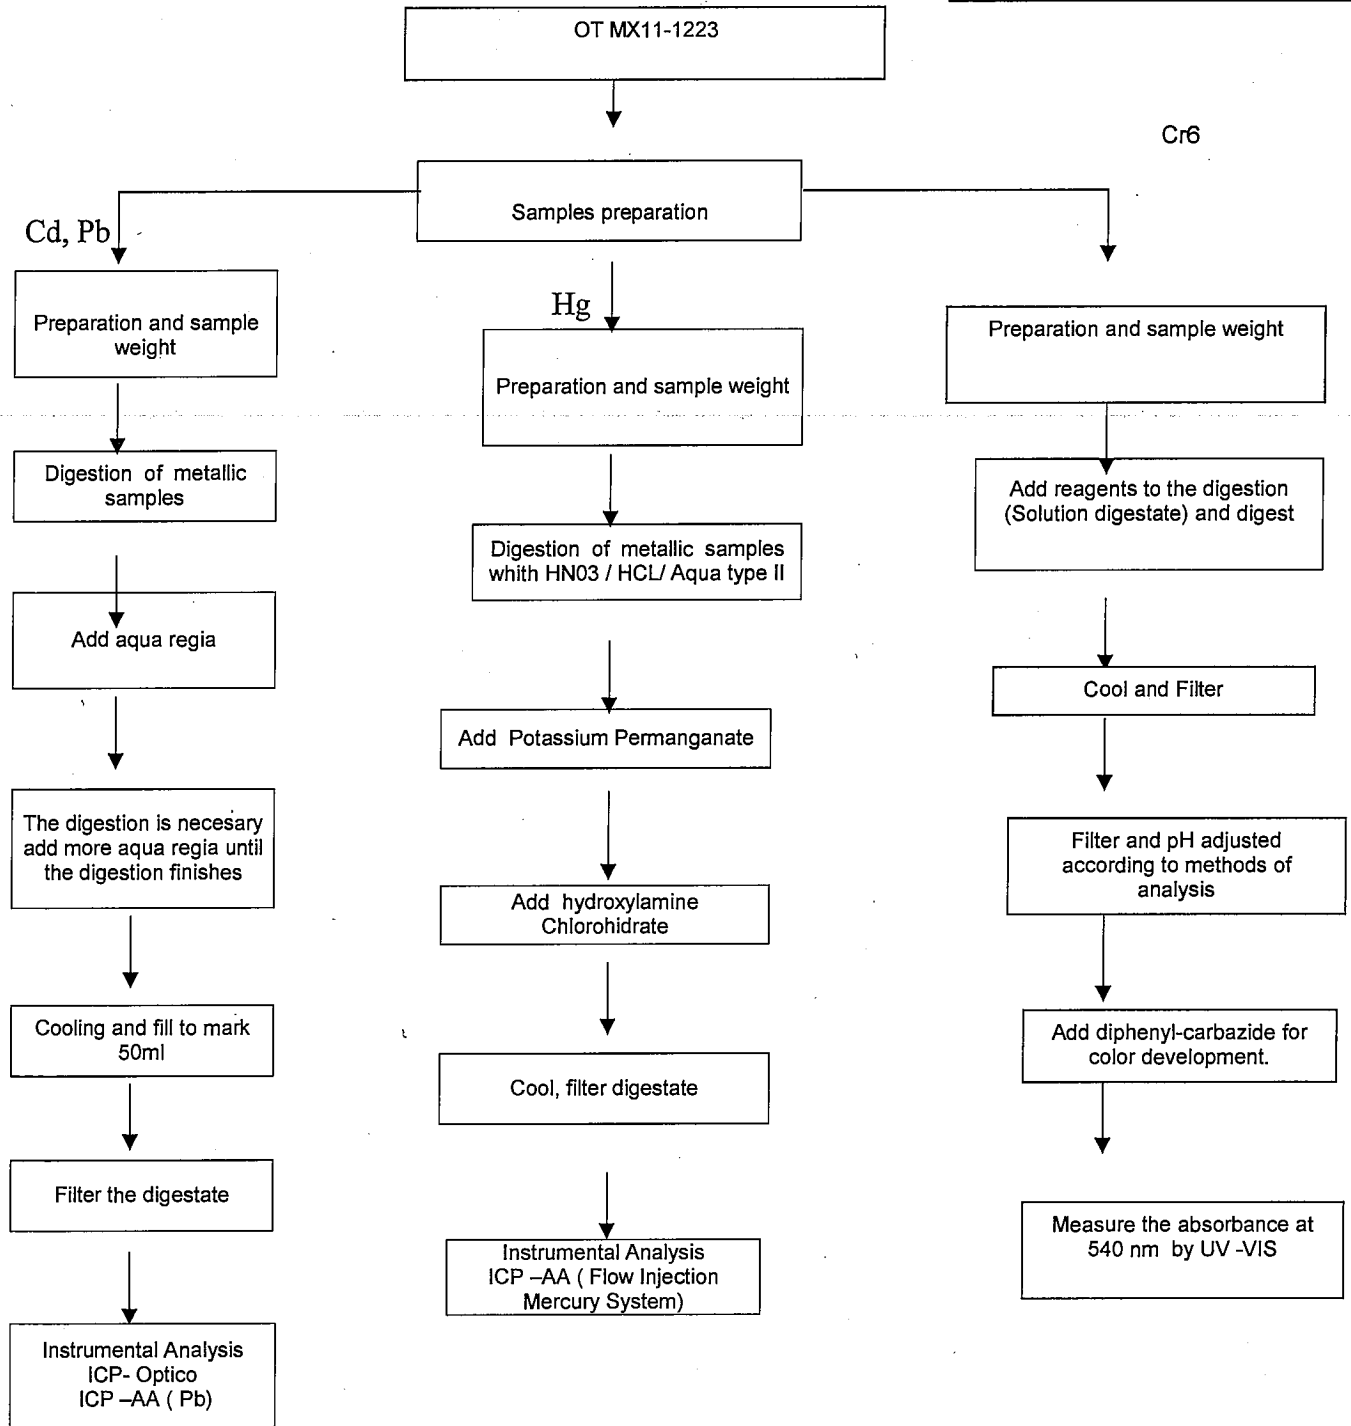 OT MX11-1223
Cr6
Samples preparation
Cd, Pb
Preparation and sample
weight
Digestion of metallic
samples
Add aqua regia
The digestion is necesary
add more aqua regia until
the digestion finishes
Cooling and fill to mark
50ml
Filter the digestate
Instrumental Analysis
ICP- Optico
ICP –AA ( Pb)
Hg
Preparation and sample weight
Digestion of metallic samples
whith HN03 / HCL/ Aqua type II
Add Potassium Permanganate
Add hydroxylamine
Chlorohidrate
Cool, filter digestate
Instrumental Analysis
ICP –AA ( Flow Injection
Mercury System)
Preparation and sample weight
Add reagents to the digestion
(Solution digestate) and digest
Cool and Filter
Filter and pH adjusted
according to methods of
analysis
Add diphenyl-carbazide for
color development.
Measure the absorbance at
540 nm by UV -VIS